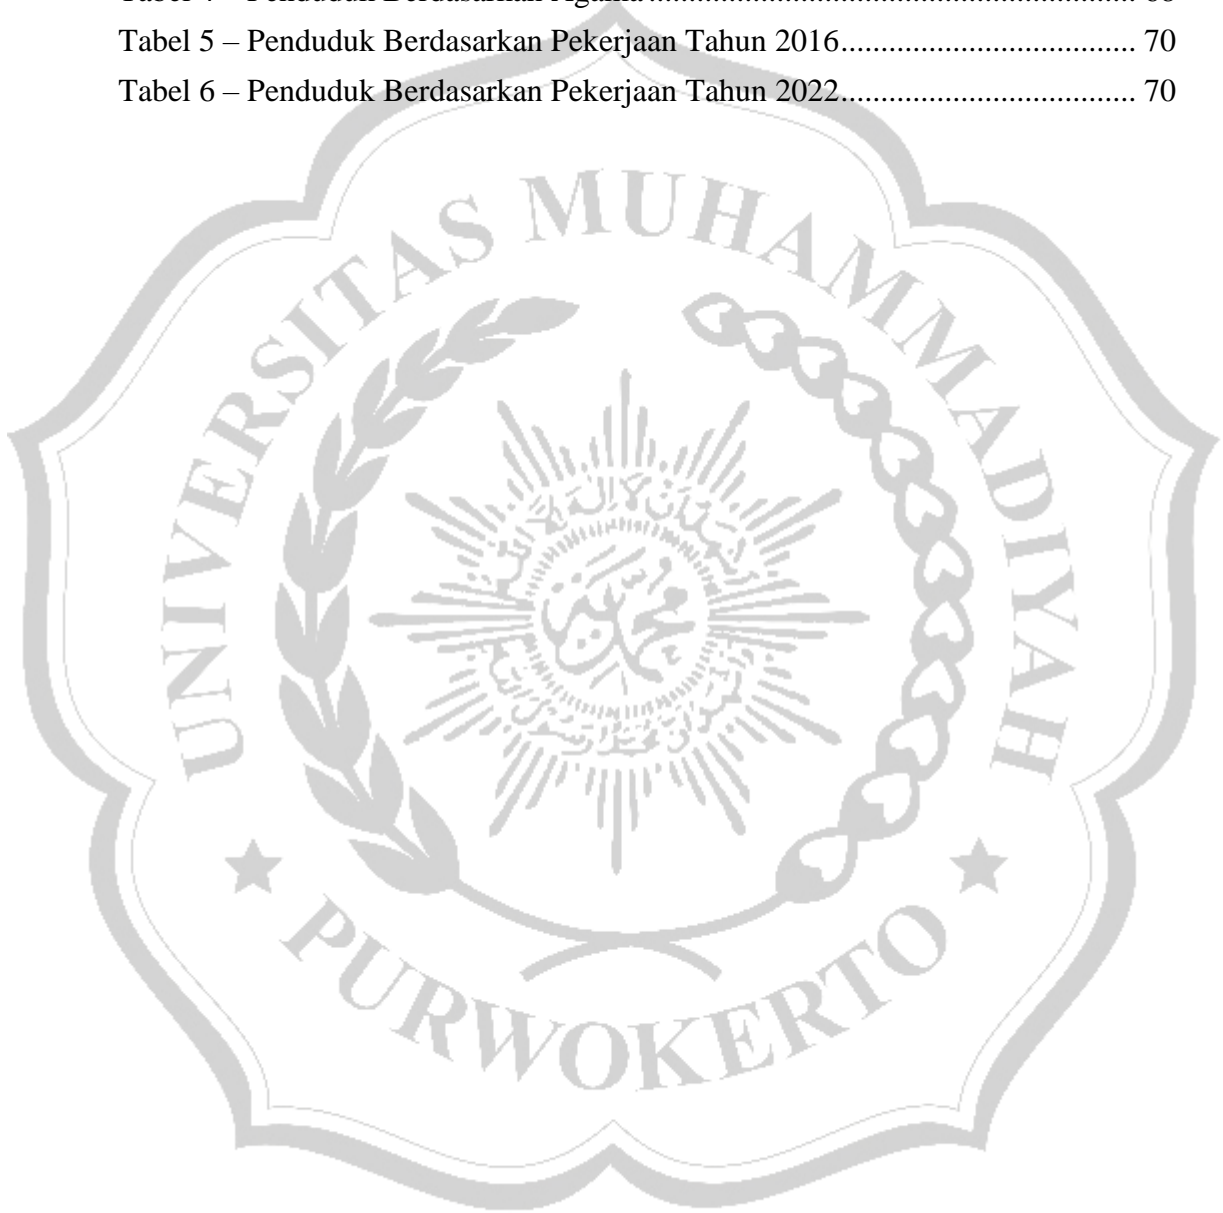 Tabel 5 – Penduduk Berdasarkan Pekerjaan Tahun 2016..................................... 70
Tabel 6 – Penduduk Berdasarkan Pekerjaan Tahun 2022..................................... 70
UNIVERSITAS MUHAMMADIYAH
PURWOKERTO